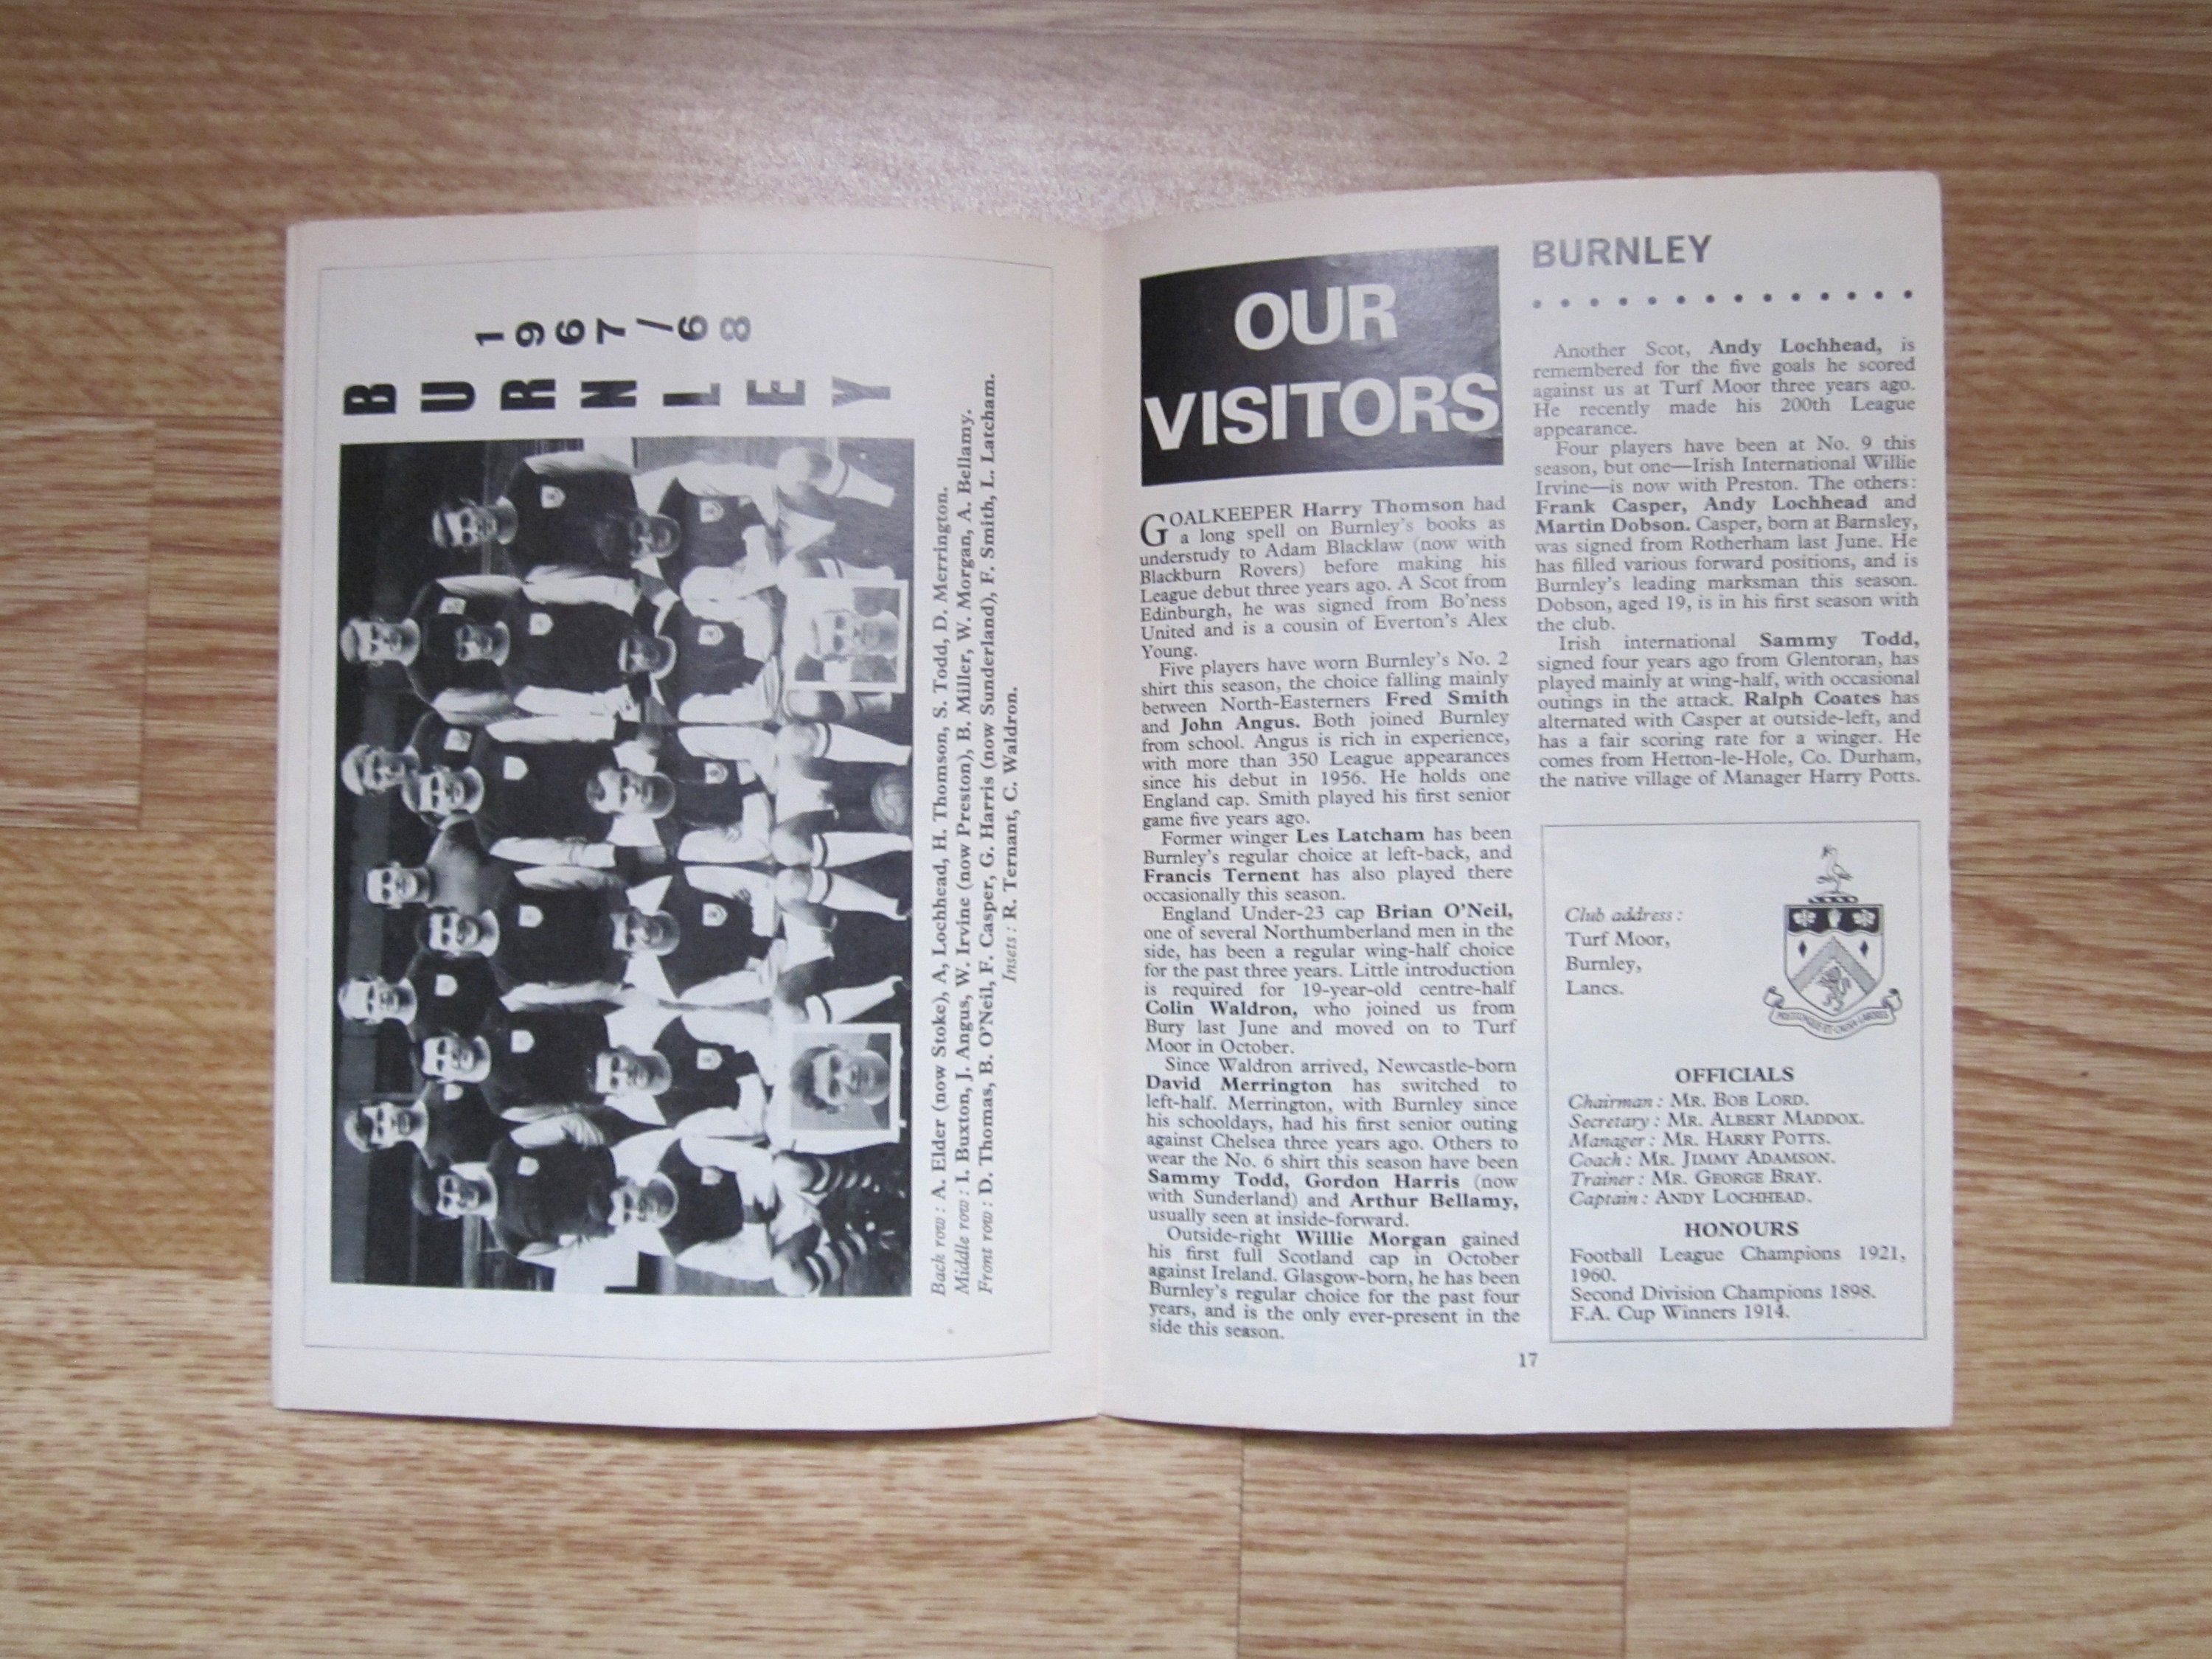 BURNLEY
1967/68
Back row : A. Elder (now Stoke), A, Lochhead, H. Thomson, S. Todd, D. Merrington.
Middle row : I. Buxton, J. Angus, W. Irvine (now Preston), B. Miller, W. Morgan, A. Bellamy.
Front row : D. Thomas, B. O'Neil, F. Casper, G. Harris (now Sunderland), F. Smith, L. Latcham.
Insets : R. Ternant, C. Waldron.
OUR
VISITORS
GOALKEEPER Harry Thomson had
a long spell on Burnley's books as
understudy to Adam Blacklaw (now with
Blackburn Rovers) before making his
League debut three years ago. A Scot from
Edinburgh, he was signed from Bo'ness
United and is a cousin of Everton's Alex
Young.
Five players have worn Burnley's No. 2
shirt this season, the choice falling mainly
between North-Easterners Fred Smith
and John Angus. Both joined Burnley
from school. Angus is rich in experience,
with more than 350 League appearances
since his debut in 1956. He holds one
England cap. Smith played his first senior
game five years ago.
Former winger Les Latcham has been
Burnley's regular choice at left-back, and
Francis Ternent has also played there
occasionally this season.
England Under-23 cap Brian O'Neil,
one of several Northumberland men in the
side, has been a regular wing-half choice
for the past three years. Little introduction
is required for 19-year-old centre-half
Colin Waldron, who joined us from
Bury last June and moved on to Turf
Moor in October.
Since Waldron arrived, Newcastle-born
David Merrington has switched to
left-half. Merrington, with Burnley since
his schooldays, had his first senior outing
against Chelsea three years ago. Others to
wear the No. 6 shirt this season have been
Sammy Todd, Gordon Harris (now
with Sunderland) and Arthur Bellamy,
usually seen at inside-forward.
Outside-right Willie Morgan gained
his first full Scotland cap in October
against Ireland. Glasgow-born, he has been
Burnley's regular choice for the past four
years, and is the only ever-present in the
side this season.
BURNLEY
Another Scot, Andy Lochhead, is
remembered for the five goals he scored
against us at Turf Moor three years ago.
He recently made his 200th League
appearance.
Four players have been at No. 9 this
season, but one—Irish International Willie
Irvine—is now with Preston. The others:
Frank Casper, Andy Lochhead and
Martin Dobson. Casper, born at Barnsley,
was signed from Rotherham last June. He
has filled various forward positions, and is
Burnley's leading marksman this season.
Dobson, aged 19, is in his first season with
the club.
Irish international Sammy Todd,
signed four years ago from Glentoran, has
played mainly at wing-half, with occasional
outings in the attack. Ralph Coates has
alternated with Casper at outside-left, and
has a fair scoring rate for a winger. He
comes from Hetton-le-Hole, Co. Durham,
the native village of Manager Harry Potts.
Club address :
Turf Moor,
Burnley,
Lancs.
OFFICIALS
Chairman : MR. BOB LORD.
Secretary : MR. ALBERT MADDOX.
Manager : MR. HARRY POTTS.
Coach : MR. JIMMY ADAMSON.
Trainer : MR. GEORGE BRAY.
Captain : ANDY LOCHHEAD.
HONOURS
Football League Champions 1921,
1960.
Second Division Champions 1898.
F.A. Cup Winners 1914.
17